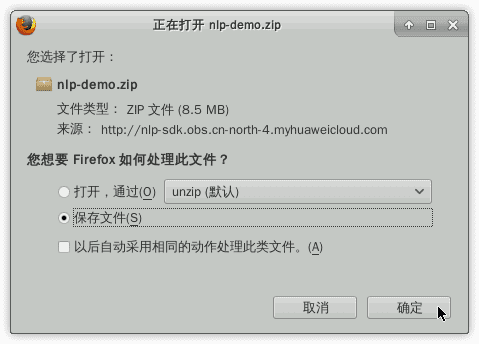 正在打开 nlp-demo.zip
您选择了打开：
nlp-demo.zip
文件类型： ZIP 文件 (8.5 MB)
来源： http://nlp-sdk.obs.cn-north-4.myhuaweicloud.com
您想要 Firefox 如何处理此文件？
打开，通过(O) unzip (默认)
保存文件(S)
以后自动采用相同的动作处理此类文件。(A)
取消 确定